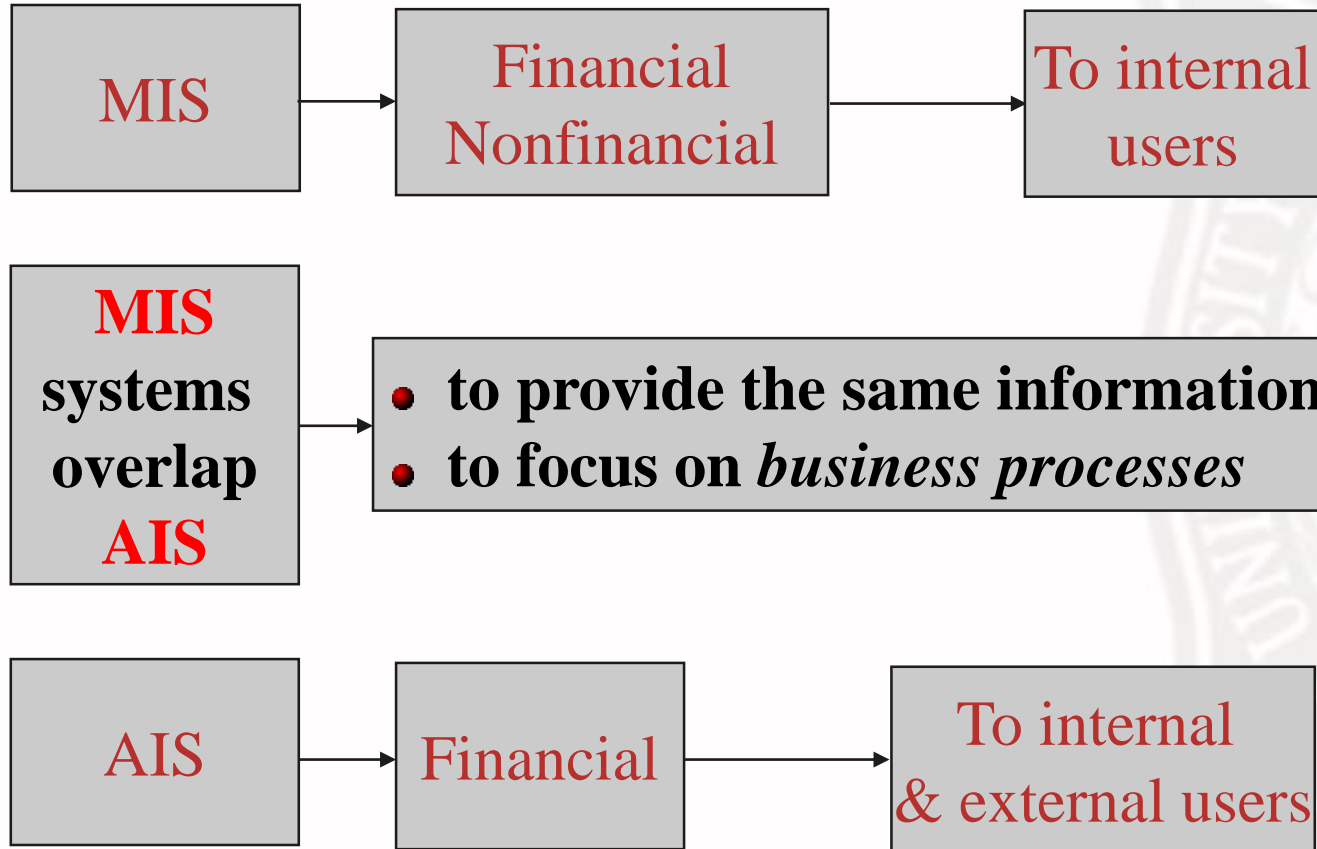 MIS
Financial
Nonfinancial
To internal
users
MIS
systems
overlap
AIS
• to provide the same information
• to focus on business processes
AIS
Financial
To internal
& external users